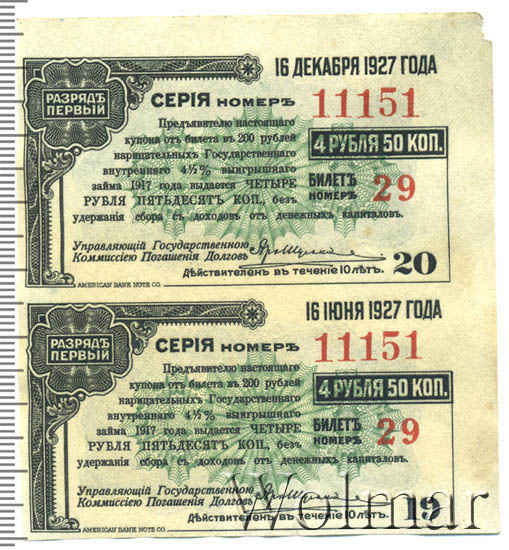 16 ДЕКАБРЯ 1927 ГОДА
РАЗРЯДЪ ПЕРВЫЙ
СЕРІЯ НОМЕРЪ 11151
Предъявителю настоящаго
купона отъ билета въ 200 рублей
нарицательныхъ Государственнаго
внутренняго 4½% выигрышнаго
займа 1917 года выдается ЧЕТЫРЕ
РУБЛЯ ПЯТЬДЕСЯТЪ КОП., безъ
удержанія сбора съ доходовъ отъ денежныхъ капиталовъ.
4 РУБЛЯ 50 КОП.
БИЛЕТЪ НОМЕРЪ 29
Управляющій Государственною
Коммиссіею Погашенія Долговъ
20
Дѣйствителенъ въ теченіе 10 лѣтъ.
AMERICAN BANK NOTE CO.
16 ІЮНЯ 1927 ГОДА
РАЗРЯДЪ ПЕРВЫЙ
СЕРІЯ НОМЕРЪ 11151
Предъявителю настоящаго
купона отъ билета въ 200 рублей
нарицательныхъ Государственнаго
внутренняго 4½% выигрышнаго
займа 1917 года выдается ЧЕТЫРЕ
РУБЛЯ ПЯТЬДЕСЯТЪ КОП., безъ
удержанія сбора съ доходовъ отъ денежныхъ капиталовъ.
4 РУБЛЯ 50 КОП.
БИЛЕТЪ НОМЕРЪ 29
Управляющій Государственною
Коммиссіею Погашенія Долговъ
19
Дѣйствителенъ въ теченіе 10 лѣтъ.
AMERICAN BANK NOTE CO.
Wolmar